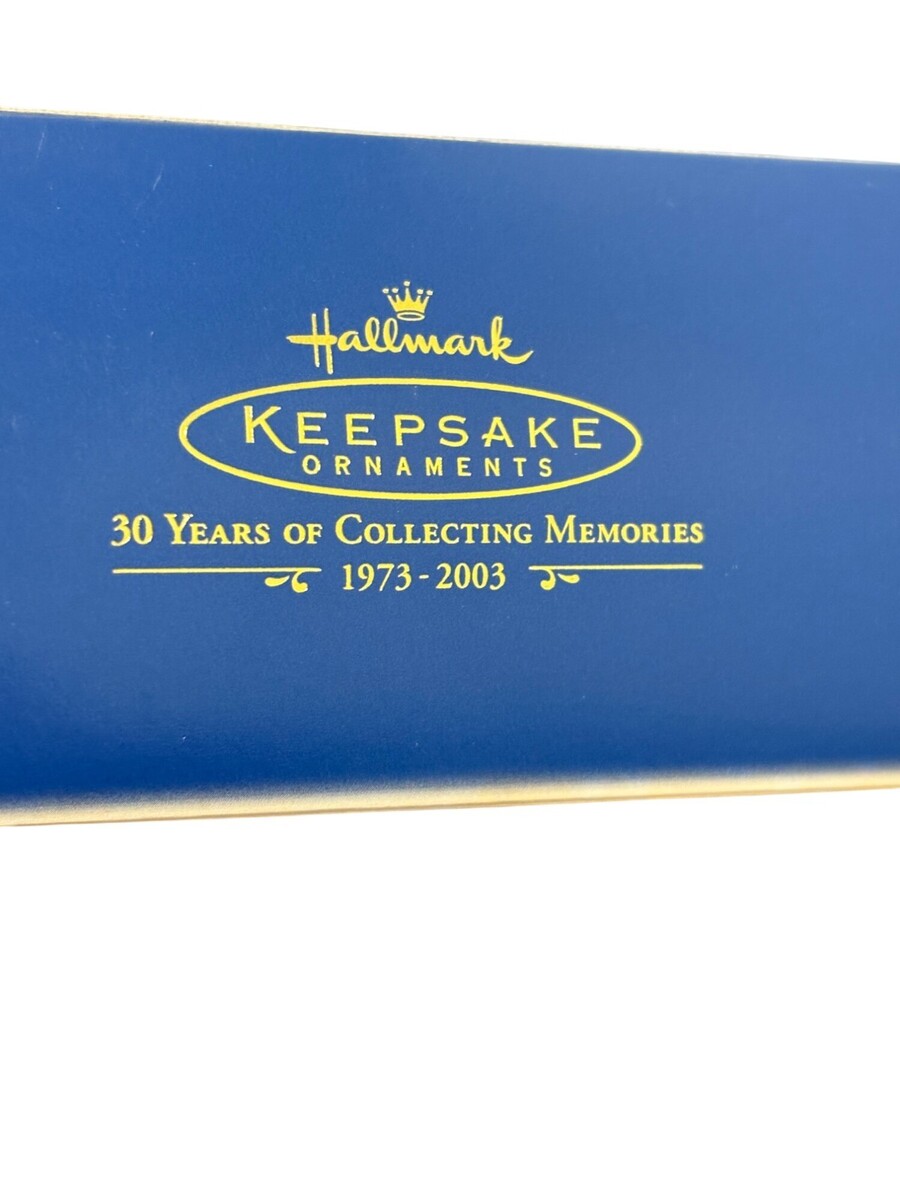 Hallmark
KEEPSAKE
ORNAMENTS
30 YEARS OF COLLECTING MEMORIES
1973-2003